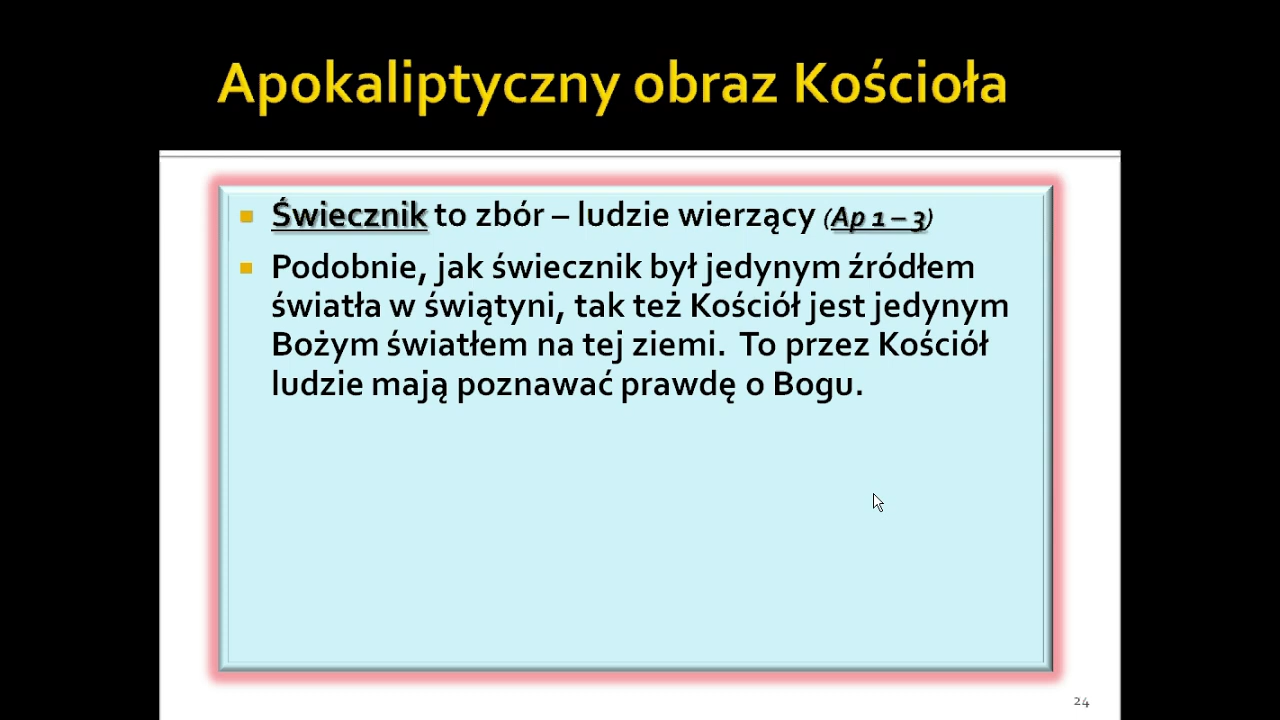 Apokaliptyczny obraz Kościoła
Świecznik to zbór – ludzie wierzący (Ap 1 – 3)
Podobnie, jak świecznik był jedynym źródłem
światła w świątyni, tak też Kościół jest jedynym
Bożym światłem na tej ziemi.  To przez Kościół
ludzie mają poznawać prawdę o Bogu.
24